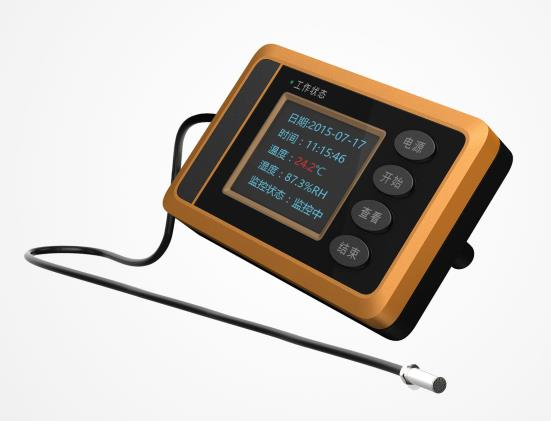 工作状态
日期:2015-07-17
时间：11:15:46
温度：24.2℃
湿度：87.3%RH
监控状态：监控中
电源
开始
查看
结束